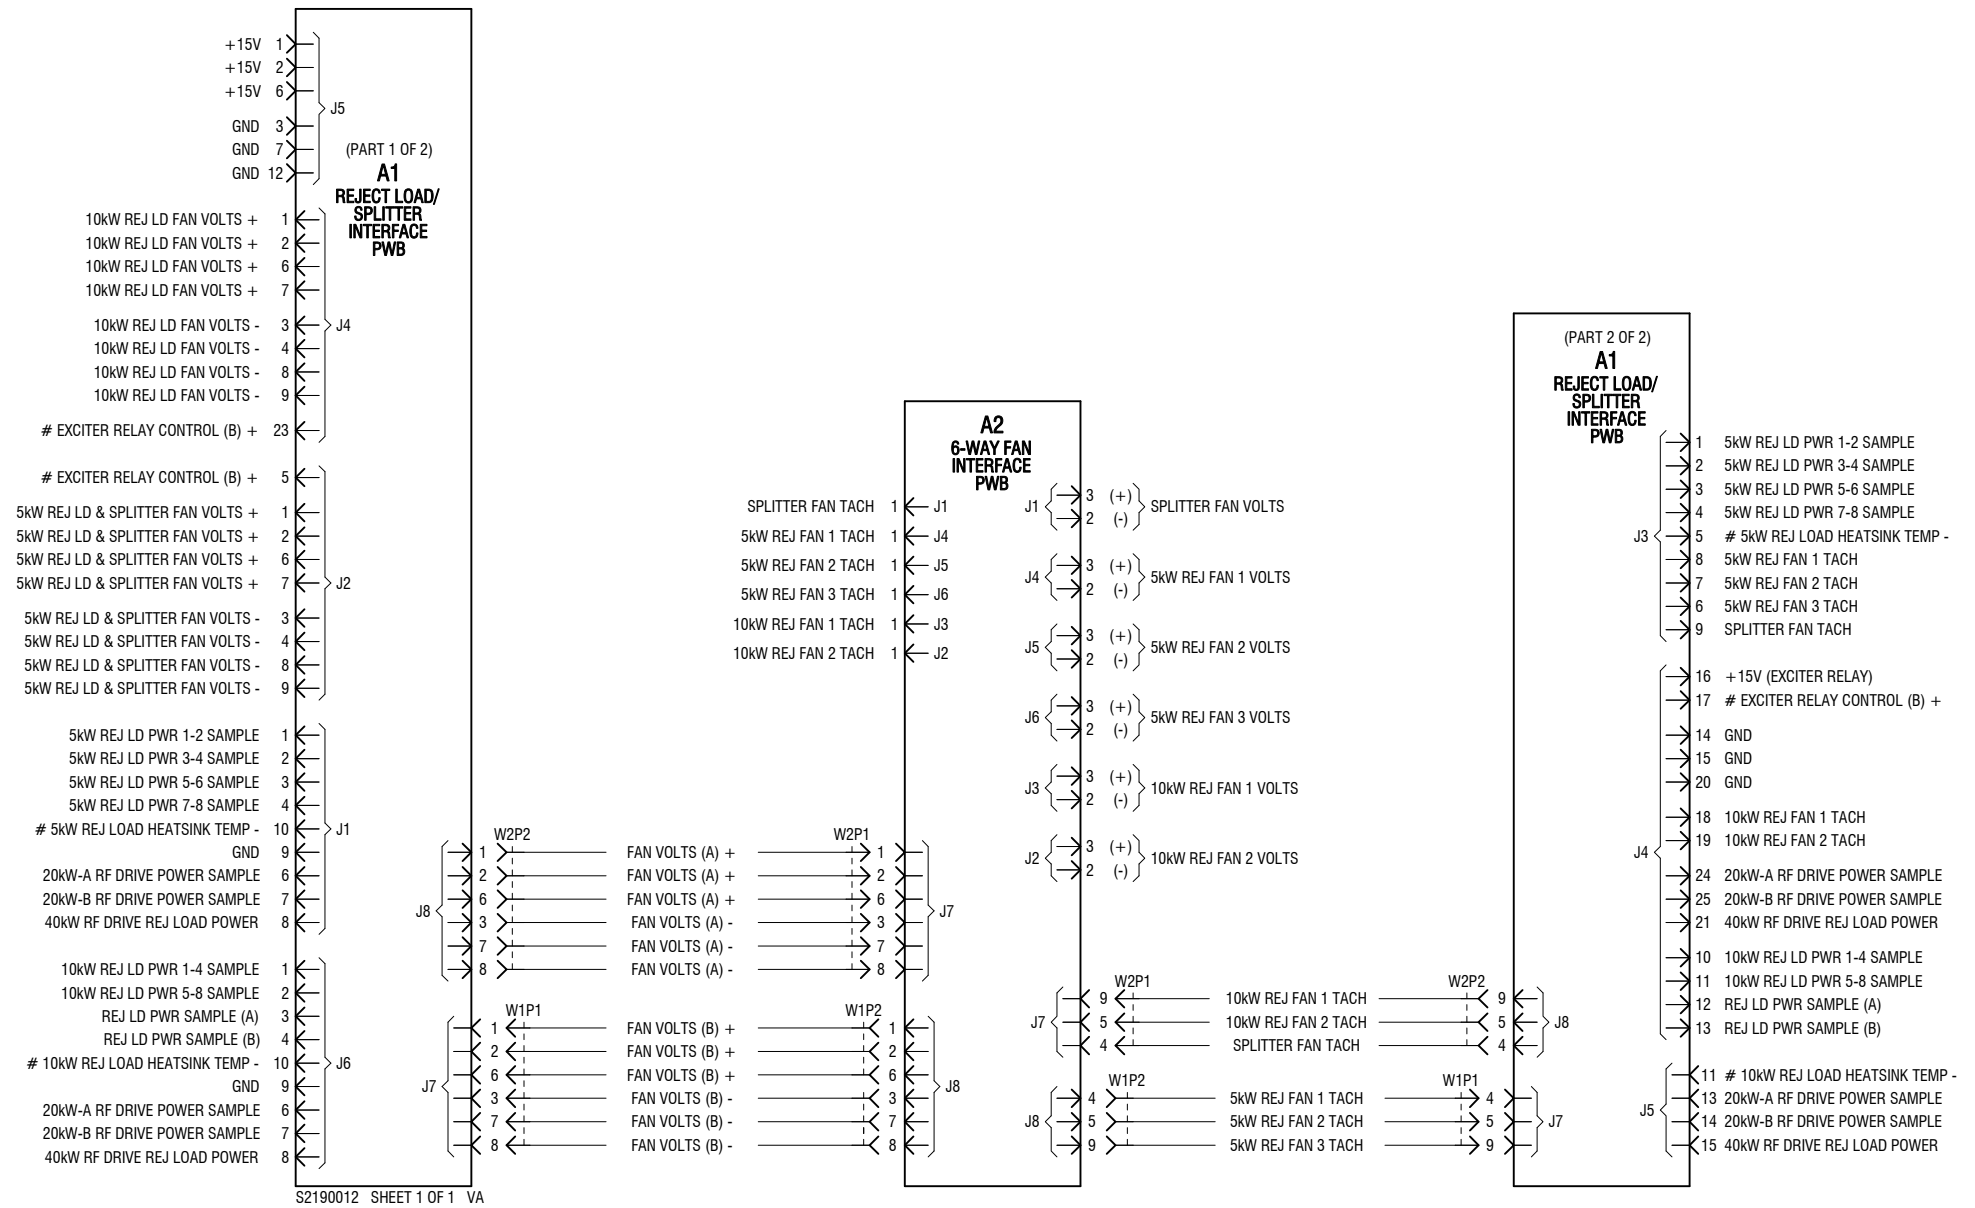 +15V 1
+15V 2
+15V 6
J5
GND 3
GND 7
GND 12
(PART 1 OF 2)
A1
REJECT LOAD/
SPLITTER
INTERFACE
PWB
10kW REJ LD FAN VOLTS + 1
10kW REJ LD FAN VOLTS + 2
10kW REJ LD FAN VOLTS + 6
10kW REJ LD FAN VOLTS + 7
10kW REJ LD FAN VOLTS - 3
J4
10kW REJ LD FAN VOLTS - 4
10kW REJ LD FAN VOLTS - 8
10kW REJ LD FAN VOLTS - 9
# EXCITER RELAY CONTROL (B) + 23
# EXCITER RELAY CONTROL (B) + 5
5kW REJ LD & SPLITTER FAN VOLTS + 1
5kW REJ LD & SPLITTER FAN VOLTS + 2
5kW REJ LD & SPLITTER FAN VOLTS + 6
5kW REJ LD & SPLITTER FAN VOLTS + 7
J2
5kW REJ LD & SPLITTER FAN VOLTS - 3
5kW REJ LD & SPLITTER FAN VOLTS - 4
5kW REJ LD & SPLITTER FAN VOLTS - 8
5kW REJ LD & SPLITTER FAN VOLTS - 9
5kW REJ LD PWR 1-2 SAMPLE 1
5kW REJ LD PWR 3-4 SAMPLE 2
5kW REJ LD PWR 5-6 SAMPLE 3
5kW REJ LD PWR 7-8 SAMPLE 4
# 5kW REJ LOAD HEATSINK TEMP - 10
J1
GND 9
20kW-A RF DRIVE POWER SAMPLE 6
20kW-B RF DRIVE POWER SAMPLE 7
40kW RF DRIVE REJ LOAD POWER 8
10kW REJ LD PWR 1-4 SAMPLE 1
10kW REJ LD PWR 5-8 SAMPLE 2
REJ LD PWR SAMPLE (A) 3
REJ LD PWR SAMPLE (B) 4
# 10kW REJ LOAD HEATSINK TEMP - 10
J6
GND 9
20kW-A RF DRIVE POWER SAMPLE 6
20kW-B RF DRIVE POWER SAMPLE 7
40kW RF DRIVE REJ LOAD POWER 8
S2190012 SHEET 1 OF 1 VA
W2P2 W2P1
1 FAN VOLTS (A) + 1
2 FAN VOLTS (A) + 2
6 FAN VOLTS (A) + 6
J8 3 FAN VOLTS (A) - 3 J7
7 FAN VOLTS (A) - 7
8 FAN VOLTS (A) - 8
W1P1 W1P2
1 FAN VOLTS (B) + 1
2 FAN VOLTS (B) + 2
6 FAN VOLTS (B) + 6
J7 3 FAN VOLTS (B) - 3 J8
7 FAN VOLTS (B) - 7
8 FAN VOLTS (B) - 8
A2
6-WAY FAN
INTERFACE
PWB
SPLITTER FAN TACH 1 J1
5kW REJ FAN 1 TACH 1 J4
5kW REJ FAN 2 TACH 1 J5
5kW REJ FAN 3 TACH 1 J6
10kW REJ FAN 1 TACH 1 J3
10kW REJ FAN 2 TACH 1 J2
3 (+)
J1 SPLITTER FAN VOLTS
2 (-)
3 (+)
J4 5kW REJ FAN 1 VOLTS
2 (-)
3 (+)
J5 5kW REJ FAN 2 VOLTS
2 (-)
3 (+)
J6 5kW REJ FAN 3 VOLTS
2 (-)
3 (+)
J3 10kW REJ FAN 1 VOLTS
2 (-)
3 (+)
J2 10kW REJ FAN 2 VOLTS
2 (-)
W2P1 W2P2
9 10kW REJ FAN 1 TACH 9
J7 5 10kW REJ FAN 2 TACH 5 J8
4 SPLITTER FAN TACH 4
W1P2 W1P1
4 5kW REJ FAN 1 TACH 4
J8 5 5kW REJ FAN 2 TACH 5 J7
9 5kW REJ FAN 3 TACH 9
(PART 2 OF 2)
A1
REJECT LOAD/
SPLITTER
INTERFACE
PWB
1 5kW REJ LD PWR 1-2 SAMPLE
2 5kW REJ LD PWR 3-4 SAMPLE
3 5kW REJ LD PWR 5-6 SAMPLE
4 5kW REJ LD PWR 7-8 SAMPLE
J3 5 # 5kW REJ LOAD HEATSINK TEMP -
8 5kW REJ FAN 1 TACH
7 5kW REJ FAN 2 TACH
6 5kW REJ FAN 3 TACH
9 SPLITTER FAN TACH
16 +15V (EXCITER RELAY)
17 # EXCITER RELAY CONTROL (B) +
14 GND
15 GND
20 GND
18 10kW REJ FAN 1 TACH
19 10kW REJ FAN 2 TACH
J4
24 20kW-A RF DRIVE POWER SAMPLE
25 20kW-B RF DRIVE POWER SAMPLE
21 40kW RF DRIVE REJ LOAD POWER
10 10kW REJ LD PWR 1-4 SAMPLE
11 10kW REJ LD PWR 5-8 SAMPLE
12 REJ LD PWR SAMPLE (A)
13 REJ LD PWR SAMPLE (B)
11 # 10kW REJ LOAD HEATSINK TEMP -
13 20kW-A RF DRIVE POWER SAMPLE
J5
14 20kW-B RF DRIVE POWER SAMPLE
15 40kW RF DRIVE REJ LOAD POWER